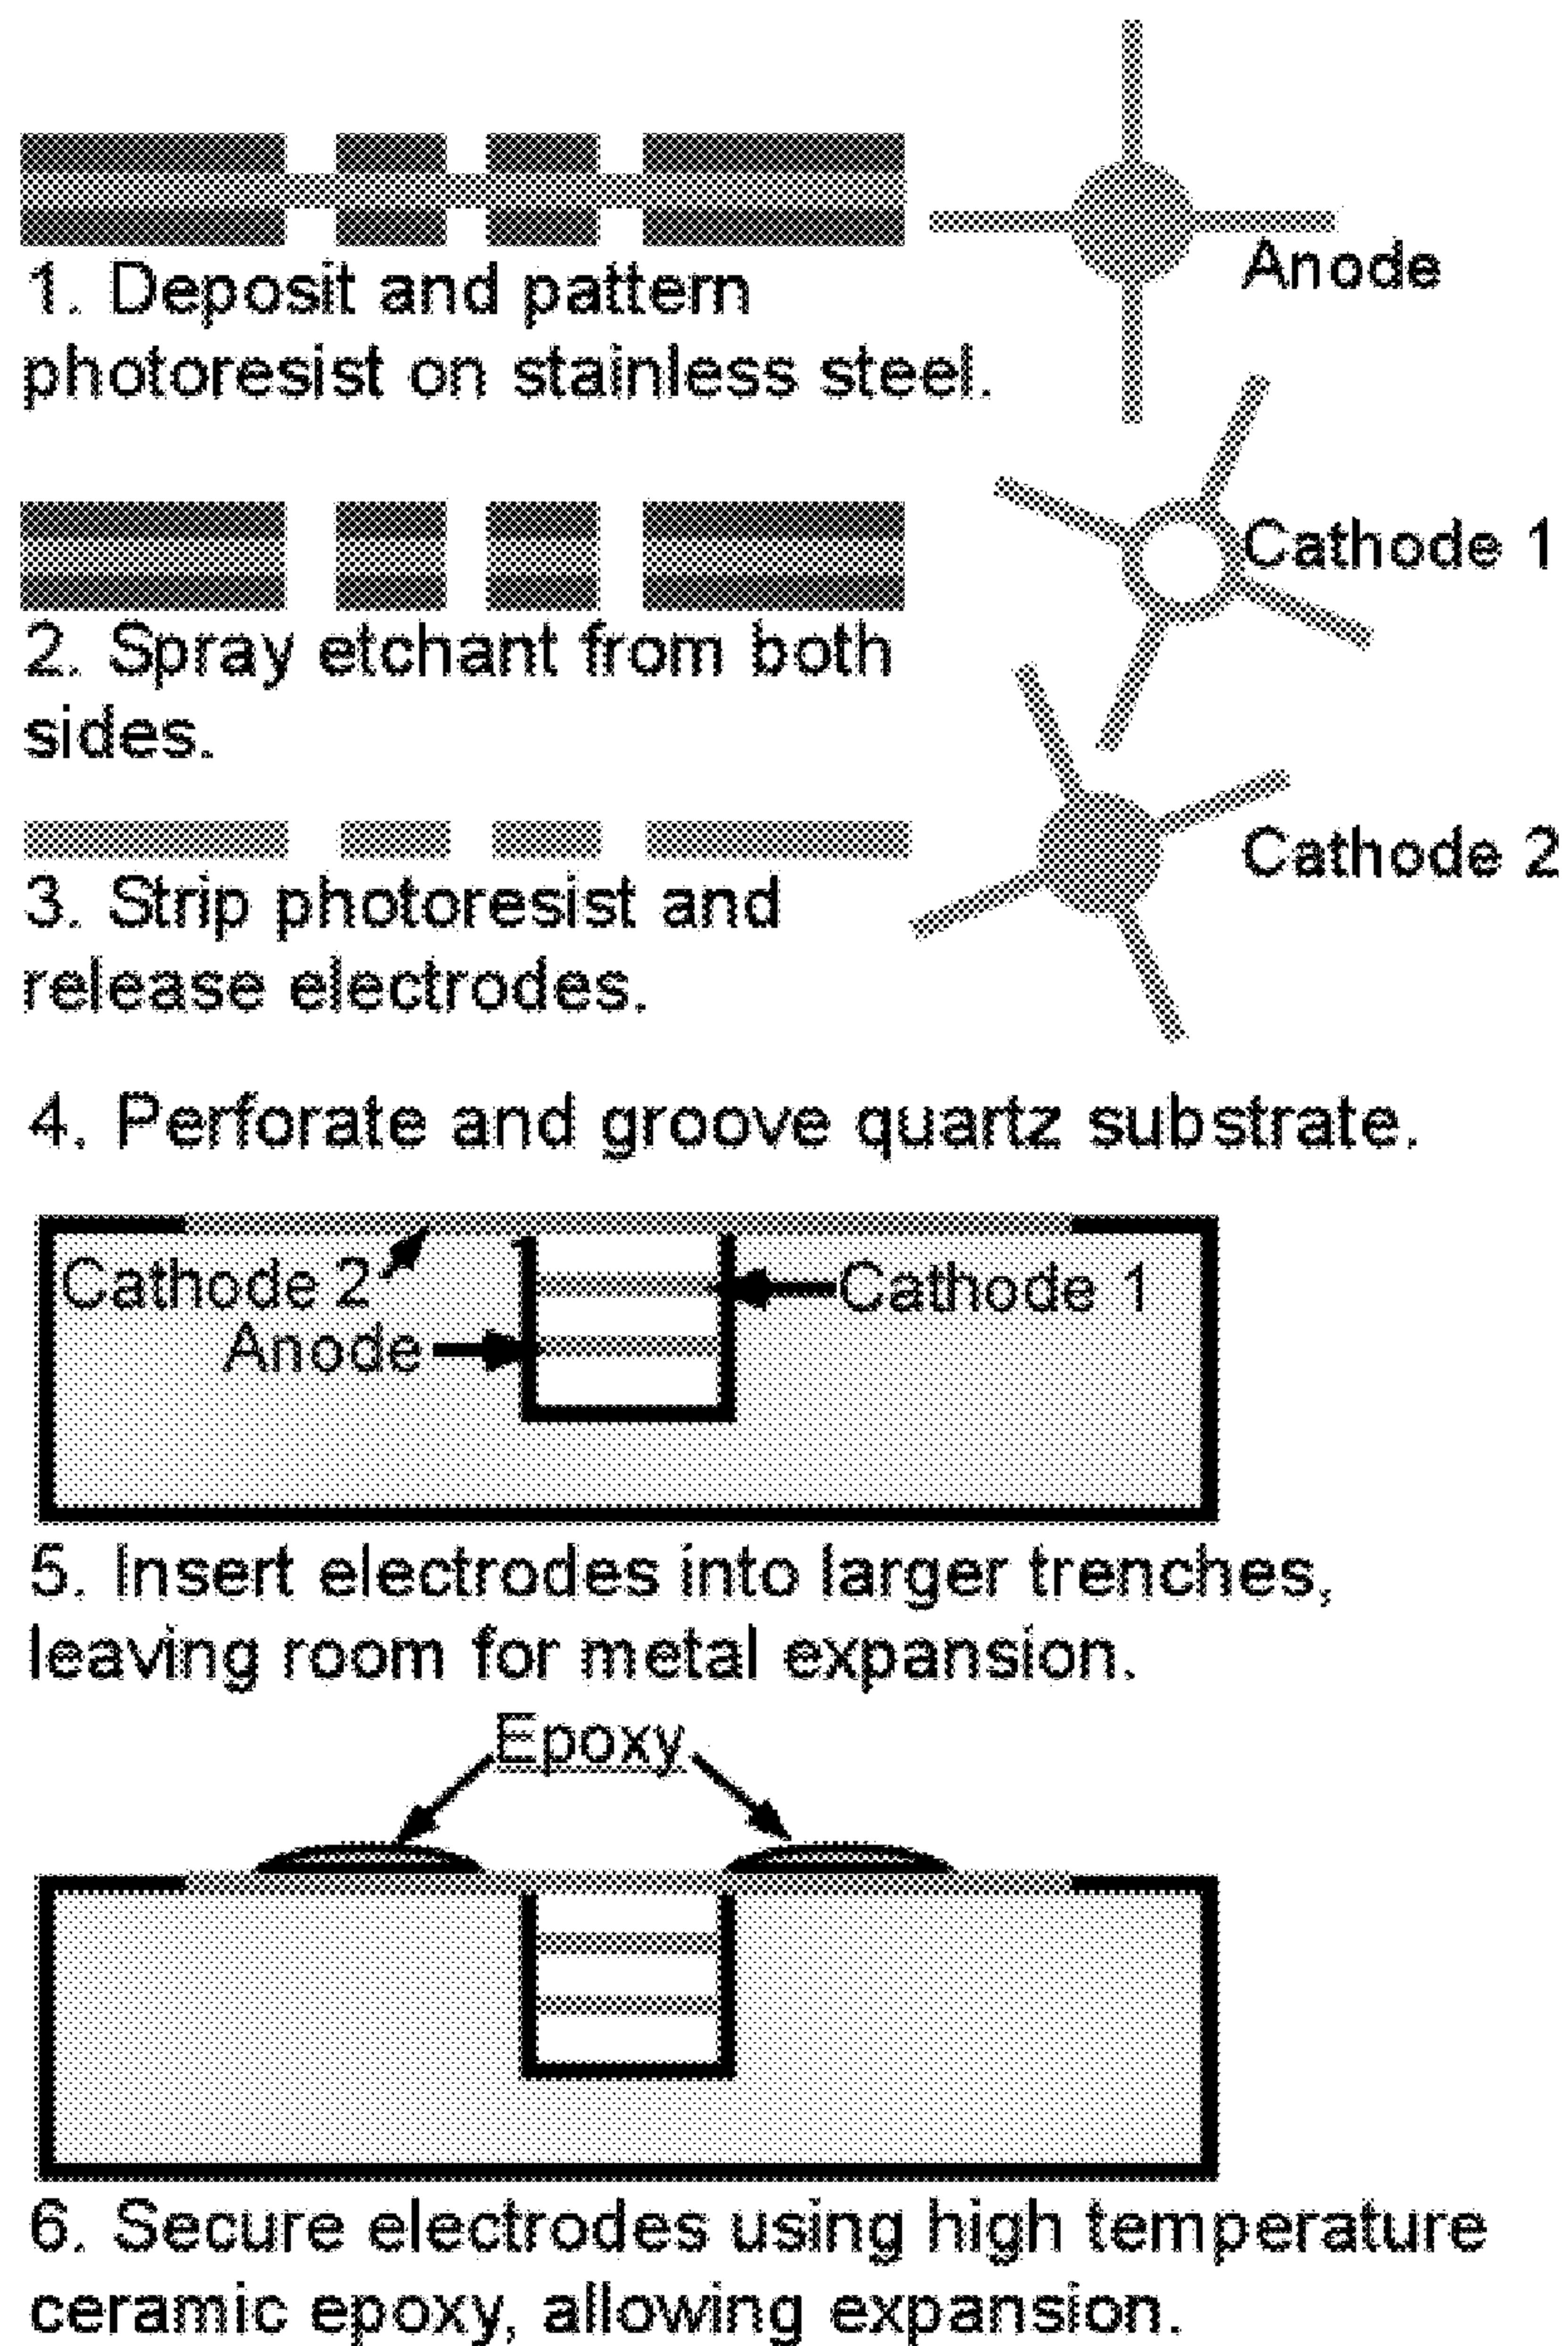 Anode
1. Deposit and pattern
photoresist on stainless steel.
Cathode 1
2. Spray etchant from both
sides.
Cathode 2
3. Strip photoresist and
release electrodes.
4. Perforate and groove quartz substrate.
Cathode 2
Cathode 1
Anode
5. Insert electrodes into larger trenches,
leaving room for metal expansion.
Epoxy
6. Secure electrodes using high temperature
ceramic epoxy, allowing expansion.